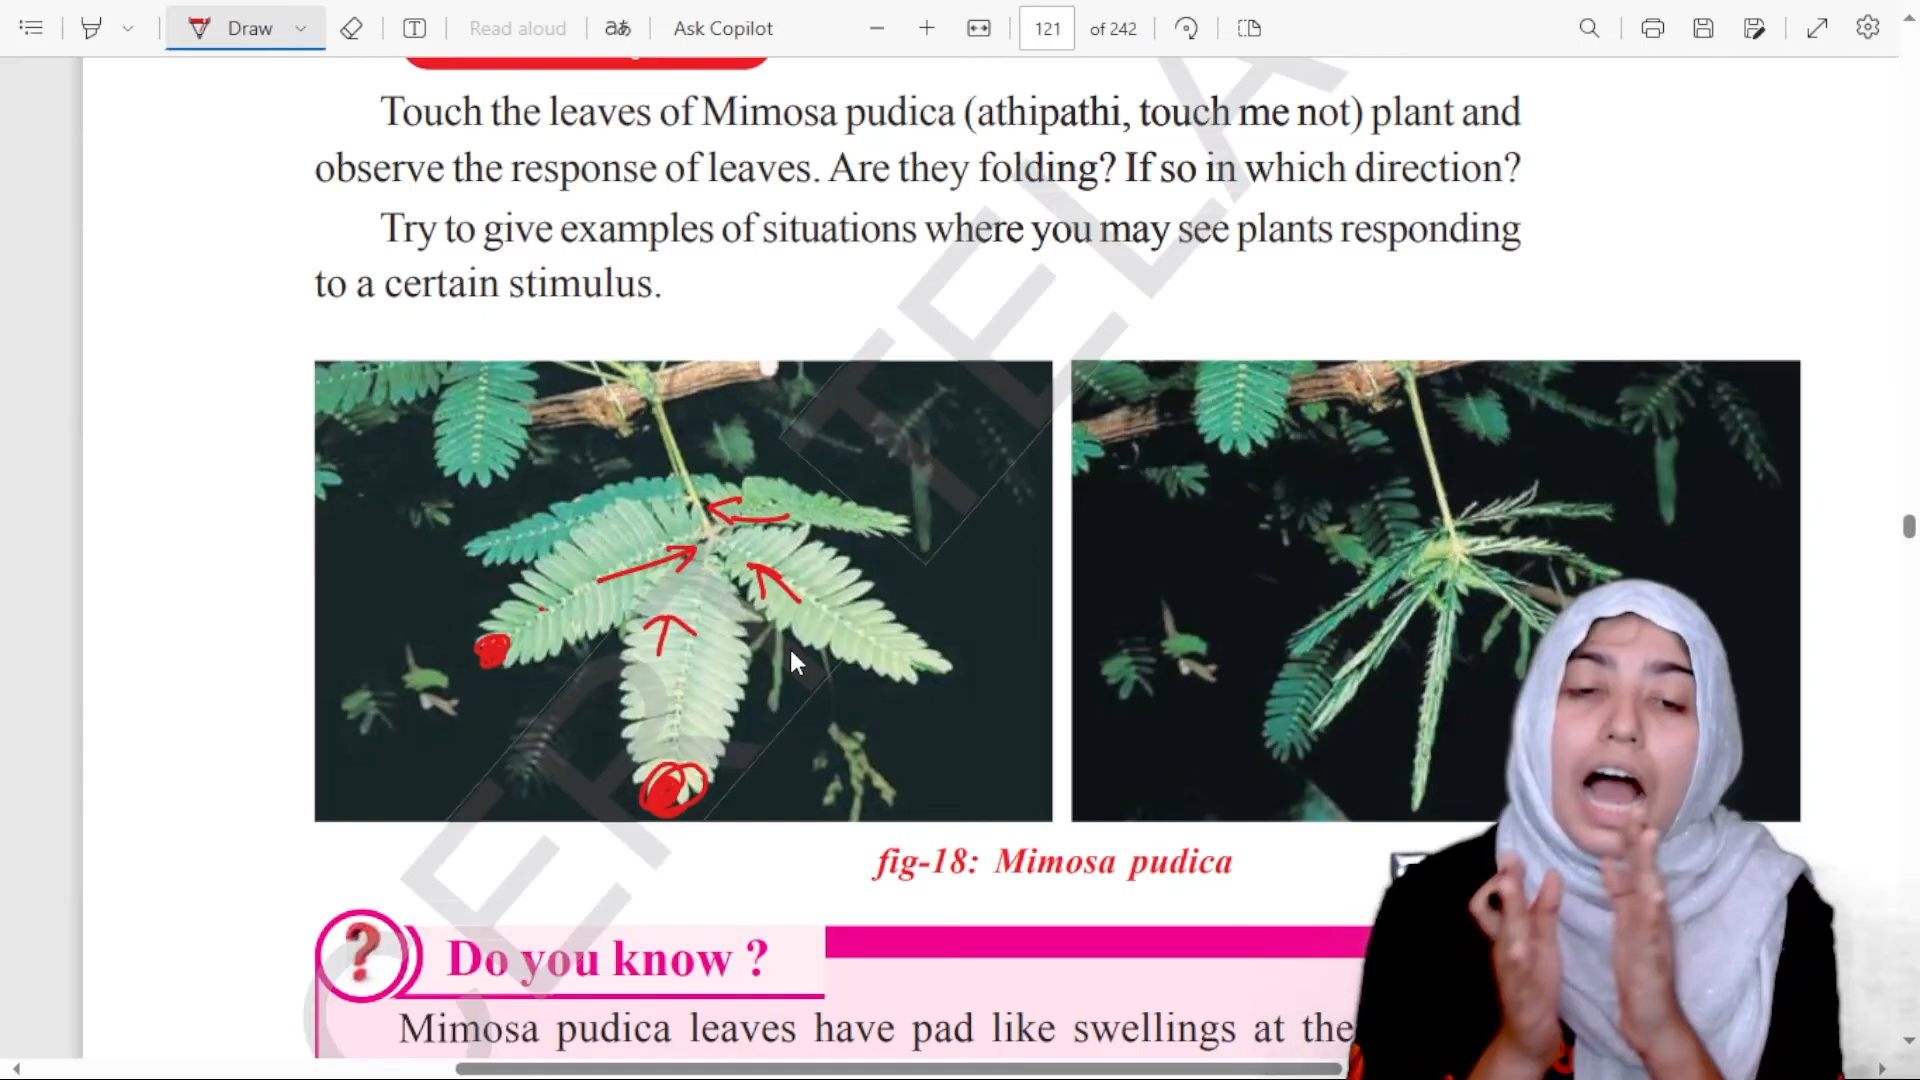 Draw
Read aloud
aあ
Ask Copilot
121
of 242
Touch the leaves of Mimosa pudica (athipathi, touch me not) plant and
observe the response of leaves. Are they folding? If so in which direction?
Try to give examples of situations where you may see plants responding
to a certain stimulus.
fig-18: Mimosa pudica
? Do you know ?
Mimosa pudica leaves have pad like swellings at the